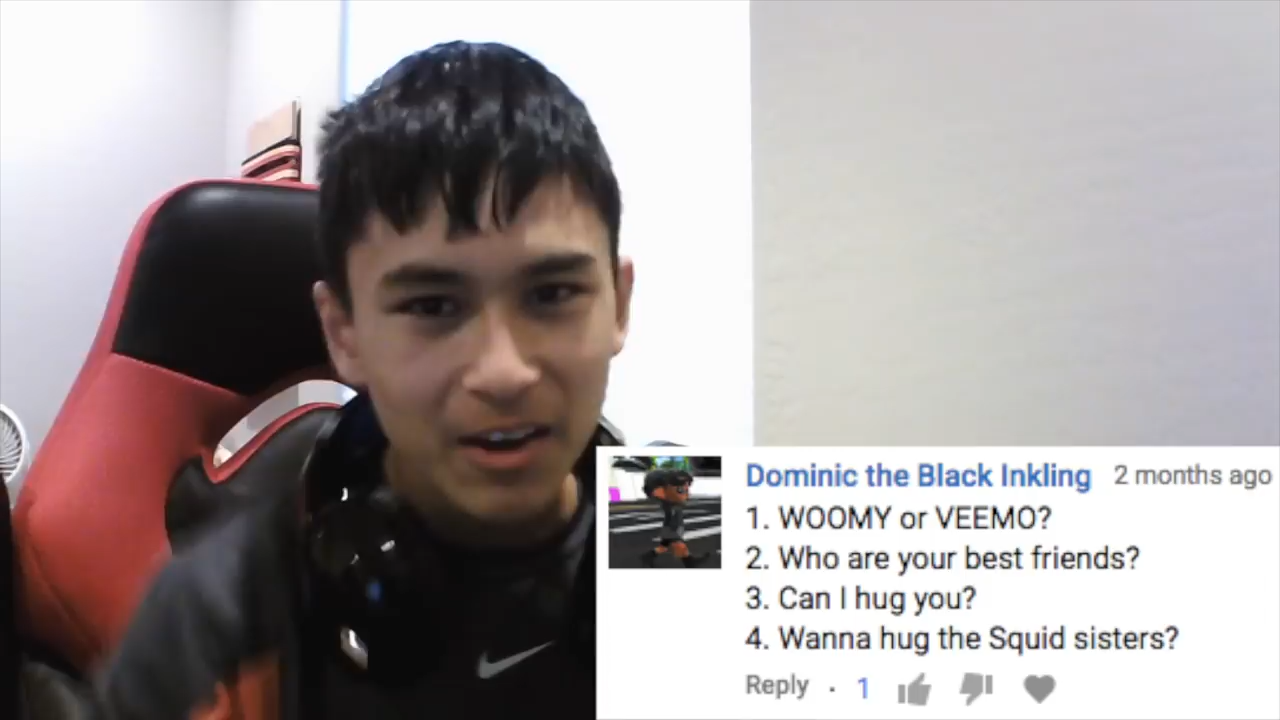 Dominic the Black Inkling 2 months ago
1. WOOMY or VEEMO?
2. Who are your best friends?
3. Can I hug you?
4. Wanna hug the Squid sisters?
Reply · 1